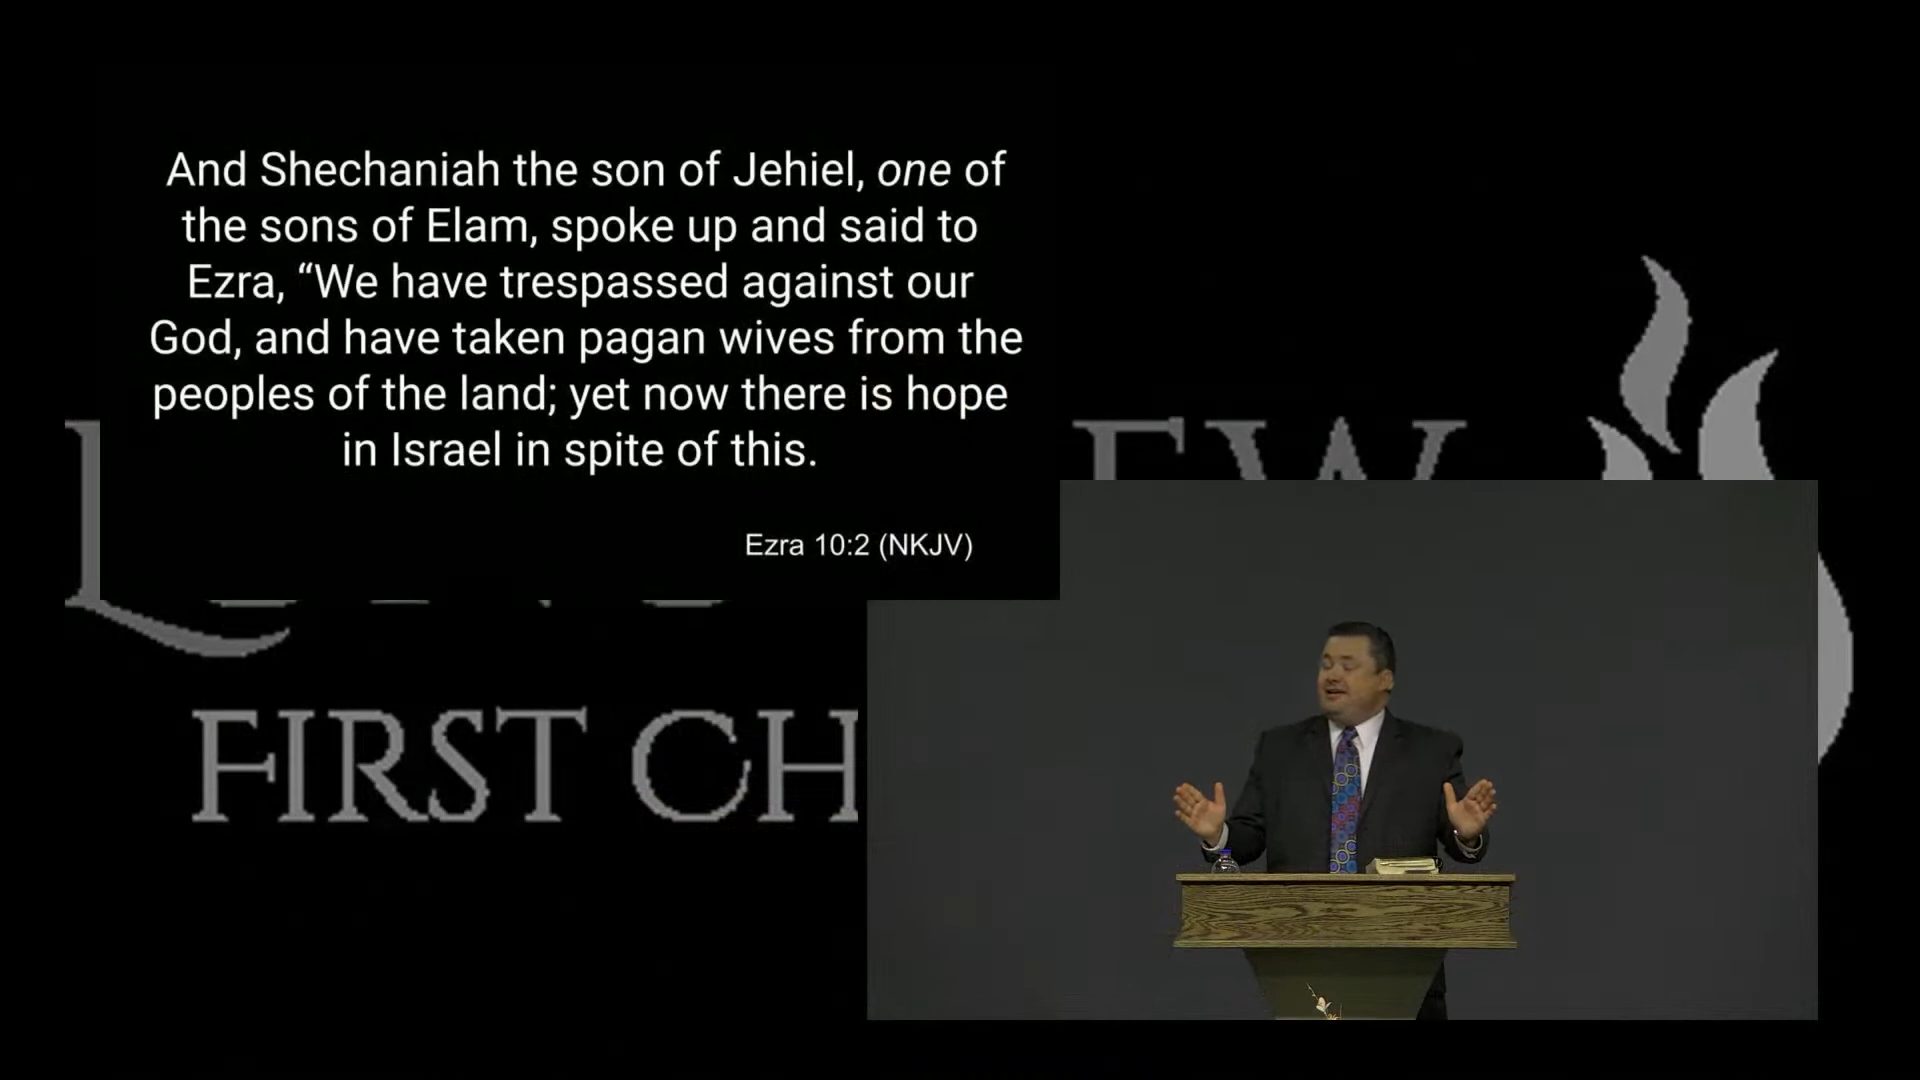 And Shechaniah the son of Jehiel, one of
the sons of Elam, spoke up and said to
Ezra, “We have trespassed against our
God, and have taken pagan wives from the
peoples of the land; yet now there is hope
in Israel in spite of this.
Ezra 10:2 (NKJV)
FIRST CH